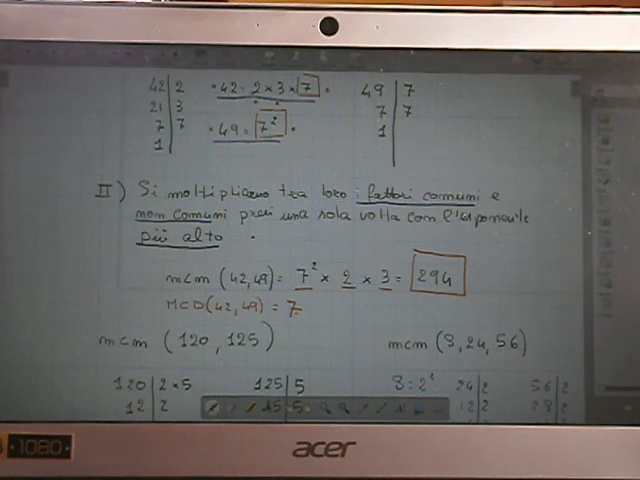 42 | 2 • 42 = 2 × 3 × 7 • 49 | 7
21 | 3 7 | 7
7 | 7 • 49 = 7² • 1 |
1 |
II) Si moltiplicano tra loro i fattori comuni e
non comuni presi una sola volta con l'esponente
più alto .
mcm (42,49) = 7² × 2 × 3 = 294
MCD (42,49) = 7
mcm (120, 125) mcm (8, 24, 56)
120 | 2×5 125 | 5 8 : 2³ 24 | 2 56 | 2
12 | 2 5 12 | 2 28 | 2
1080
acer